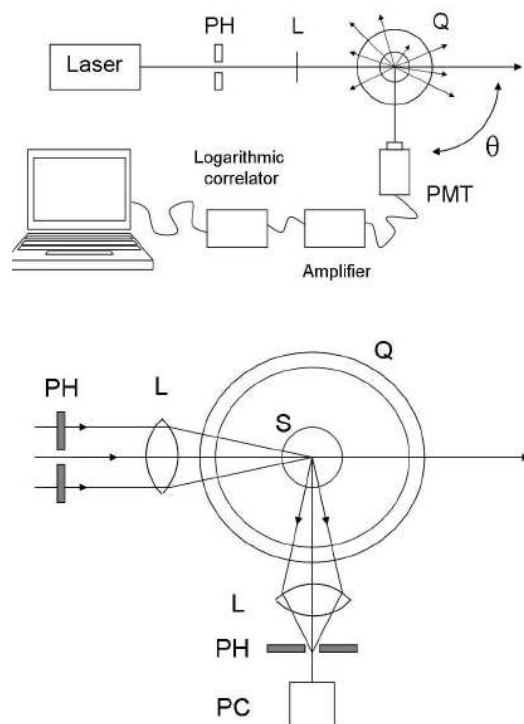 PH
L
Q
Laser
θ
Logarithmic
correlator
PMT
Amplifier
Q
PH
L
S
L
PH
PC